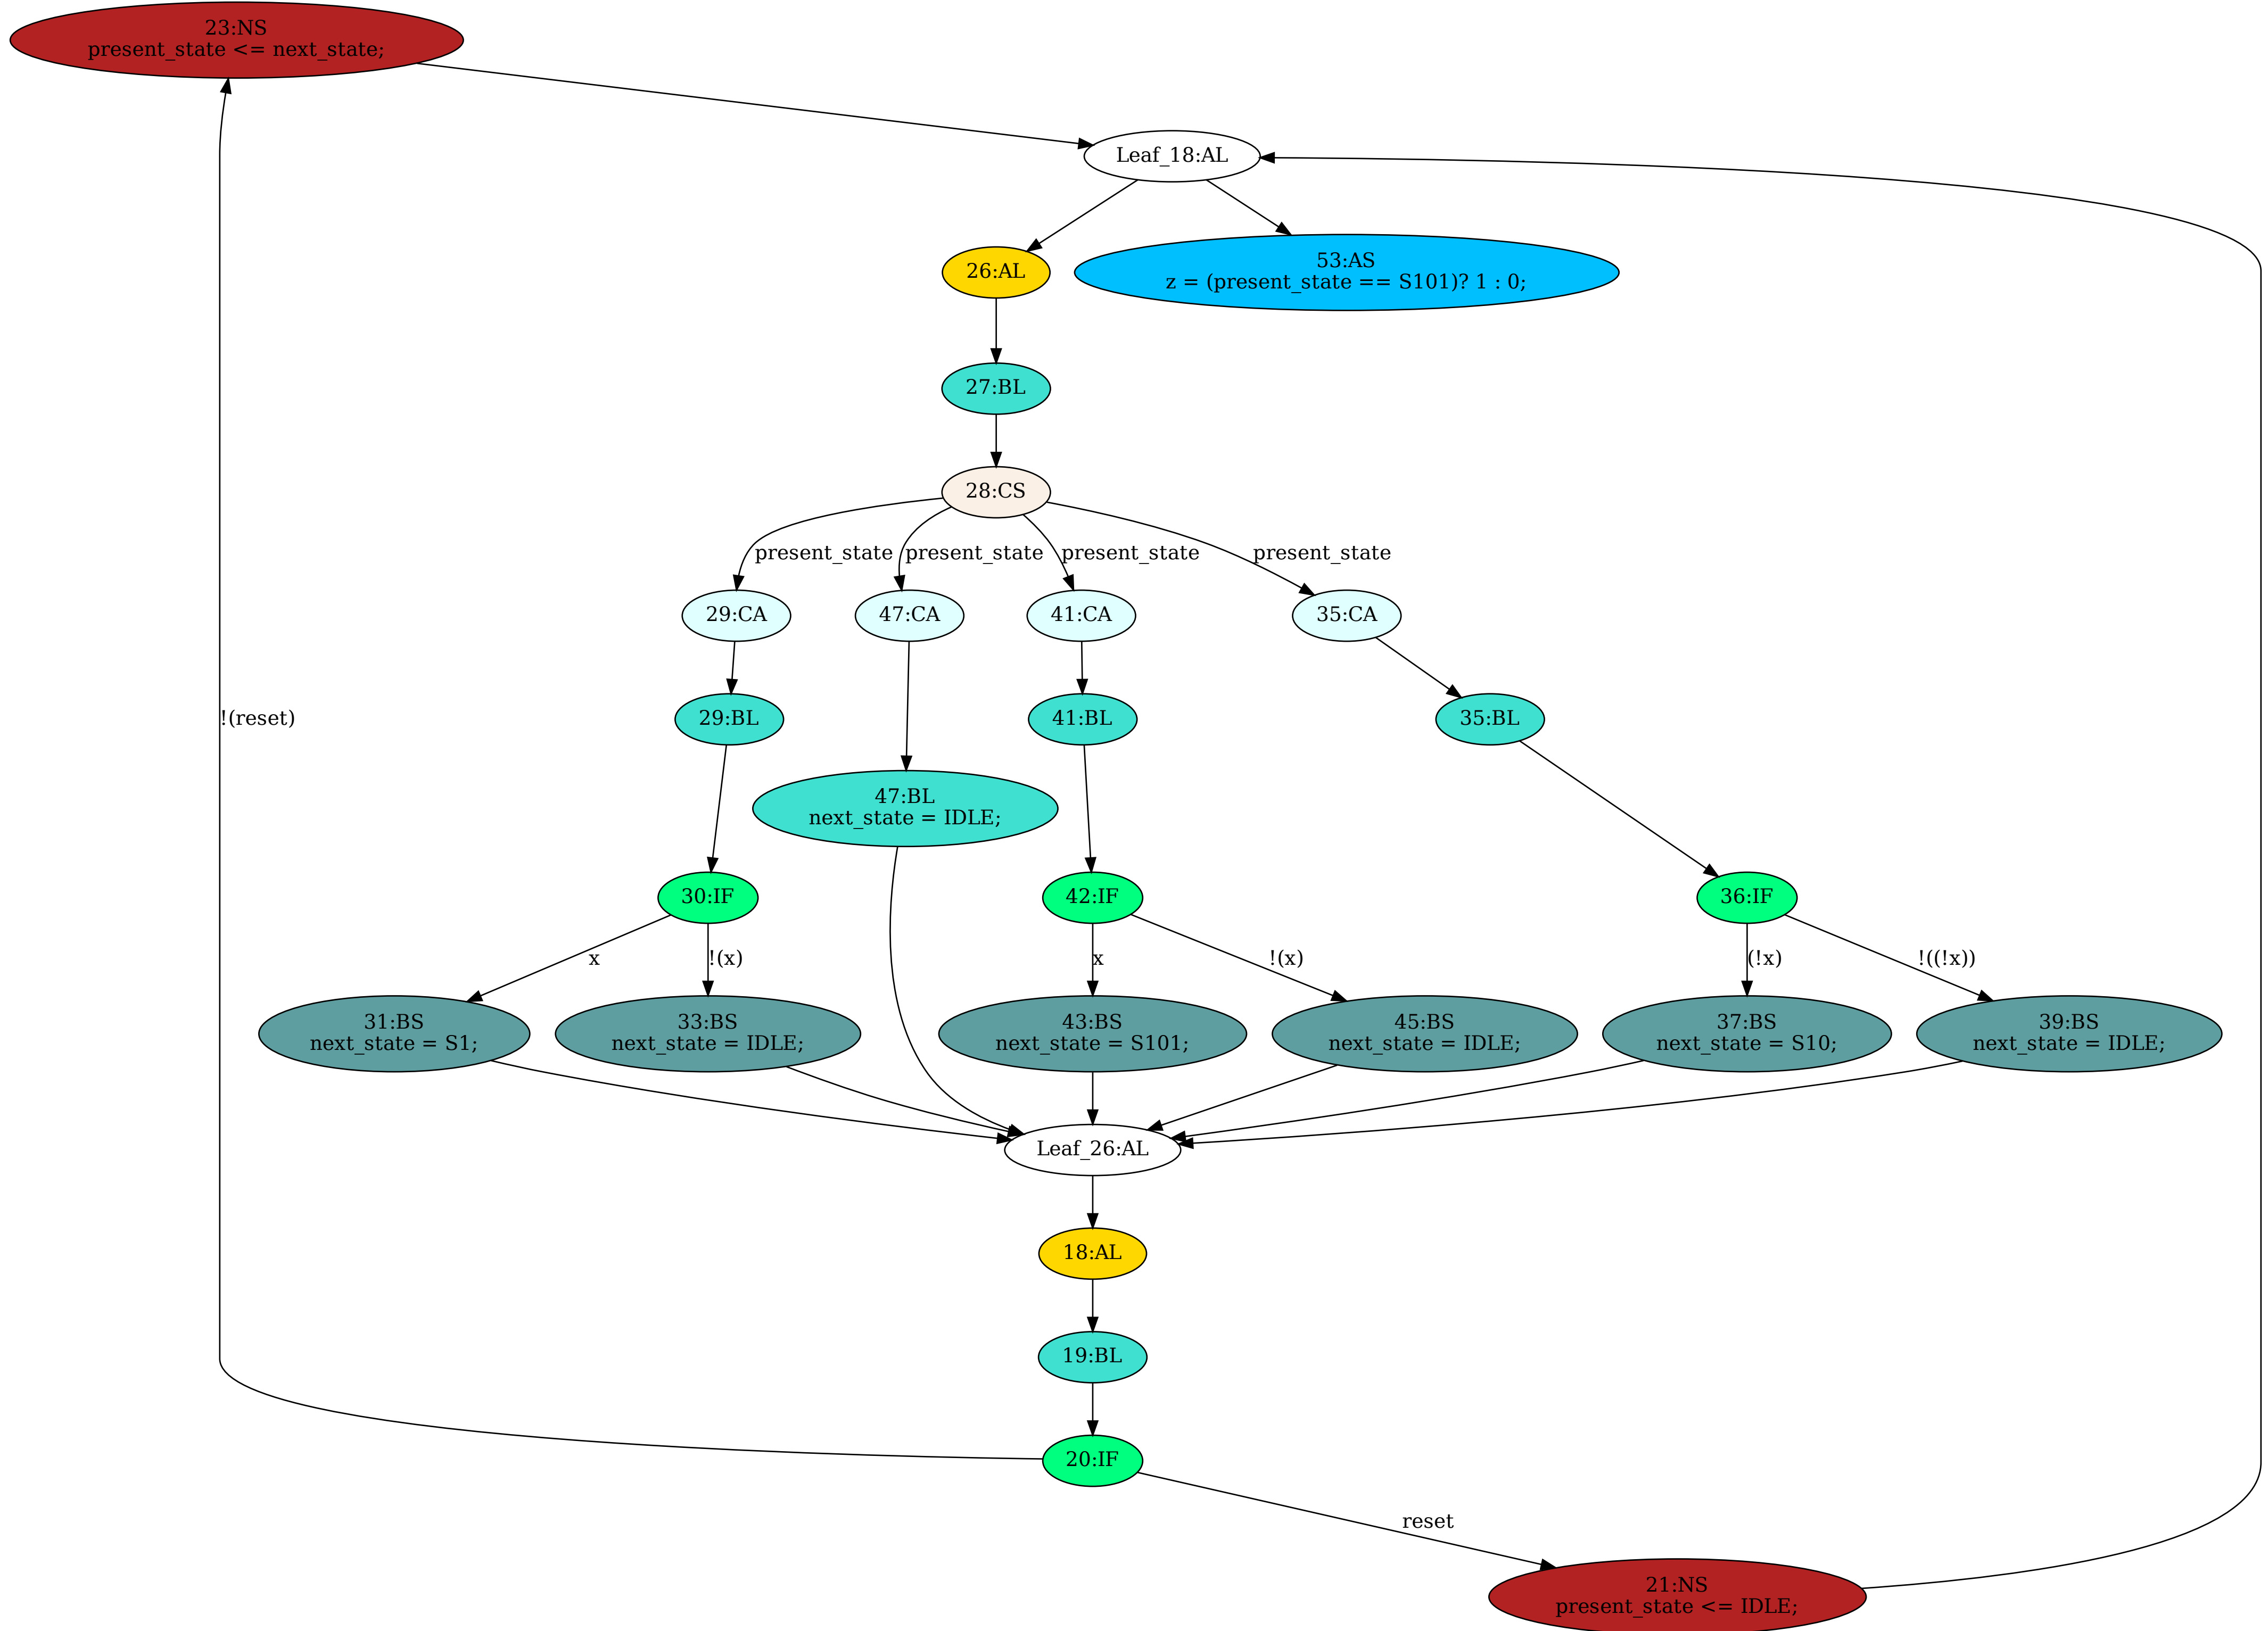 23:NS
present_state <= next_state;
Leaf_18:AL
26:AL
53:AS
z = (present_state == S101)? 1 : 0;
27:BL
28:CS
present_state
present_state
present_state
present_state
29:CA
47:CA
41:CA
35:CA
!(reset)
29:BL
41:BL
35:BL
47:BL
next_state = IDLE;
30:IF
42:IF
36:IF
x
!(x)
x
!(x)
(!x)
!((!x))
31:BS
next_state = S1;
33:BS
next_state = IDLE;
43:BS
next_state = S101;
45:BS
next_state = IDLE;
37:BS
next_state = S10;
39:BS
next_state = IDLE;
Leaf_26:AL
18:AL
19:BL
20:IF
reset
21:NS
present_state <= IDLE;